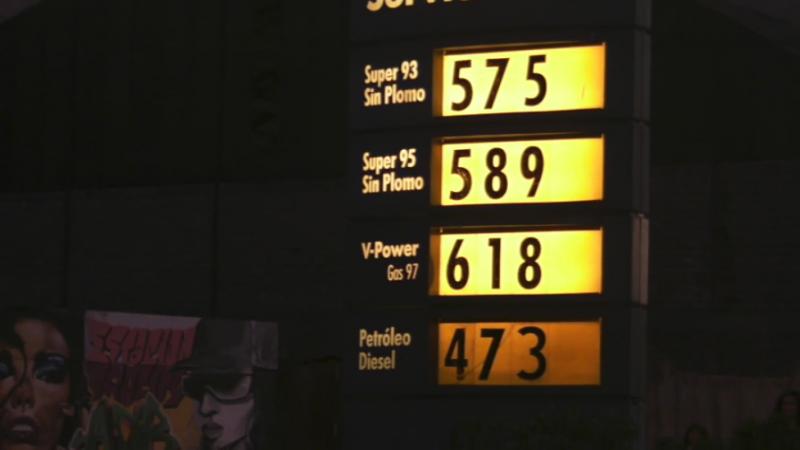 Super 93
Sin Plomo
575
Super 95
Sin Plomo
589
V-Power
Gas 97
618
Petróleo
Diesel
473